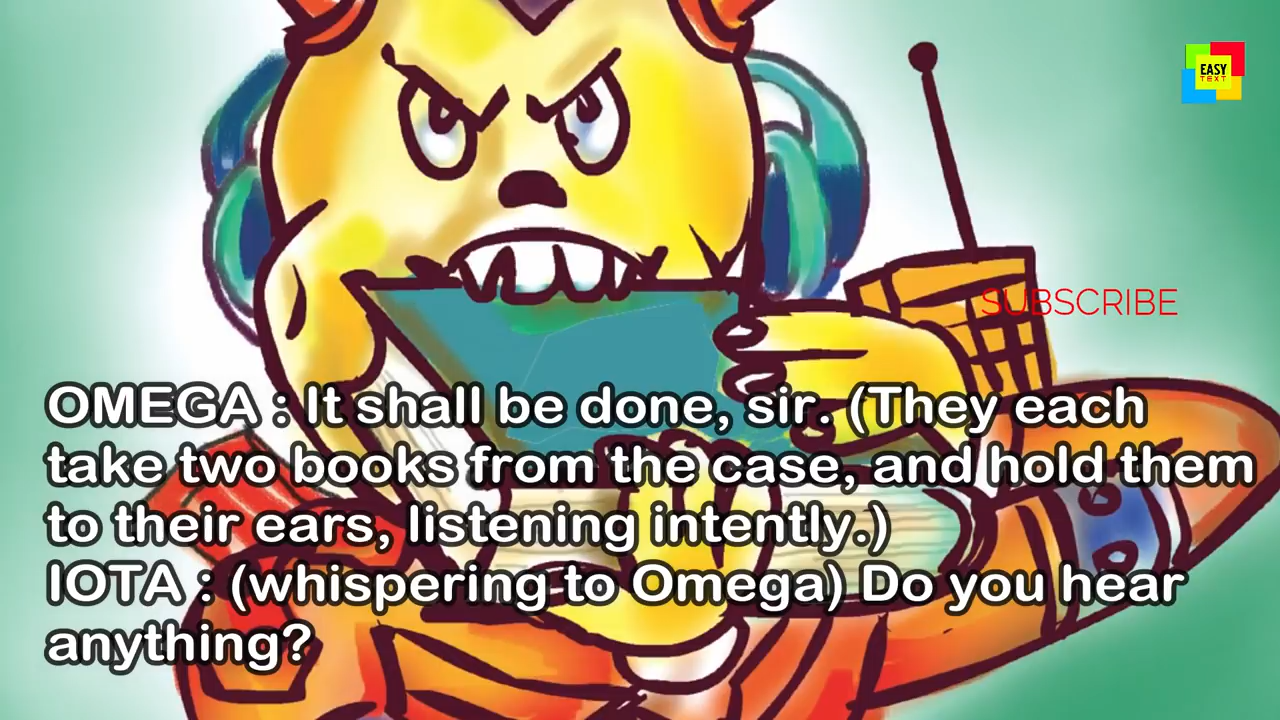 EASY
TEXT
SUBSCRIBE
OMEGA : It shall be done, sir. (They each
take two books from the case, and hold them
to their ears, listening intently.)
IOTA : (whispering to Omega) Do you hear
anything?